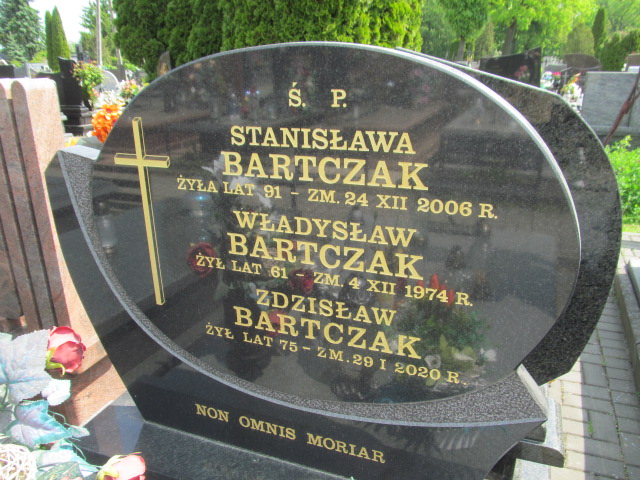 Ś. P.
STANISŁAWA
BARTCZAK
ŻYŁA LAT 91 - ZM. 24 XII 2006 R.
WŁADYSŁAW
BARTCZAK
ŻYŁ LAT 61 - ZM. 4 XII 1974 R.
ZDZISŁAW
BARTCZAK
ŻYŁ LAT 75 - ZM. 29 I 2020 R.
NON OMNIS MORIAR